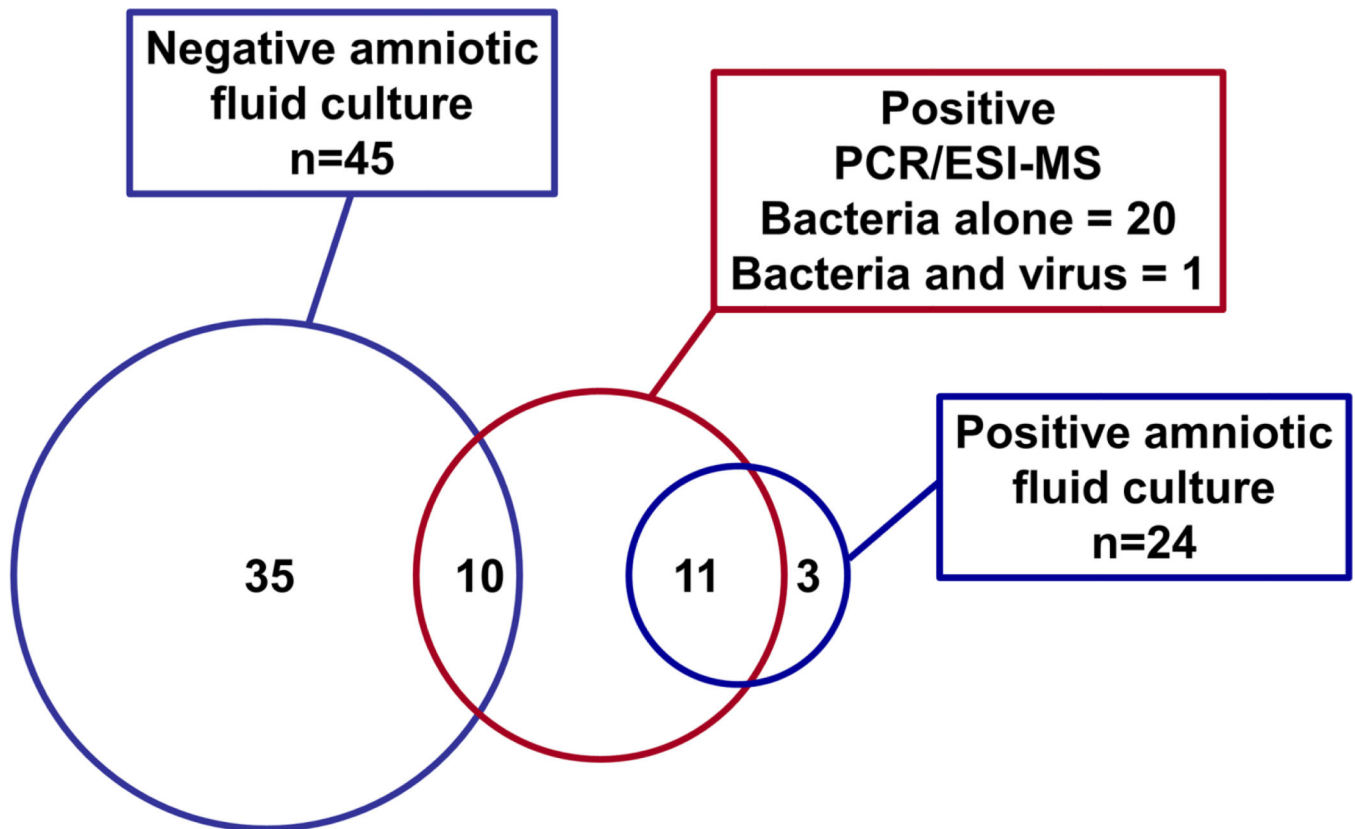 Negative amniotic
fluid culture
n=45
Positive
PCR/ESI-MS
Bacteria alone = 20
Bacteria and virus = 1
Positive amniotic
fluid culture
n=24
35
10
11
3